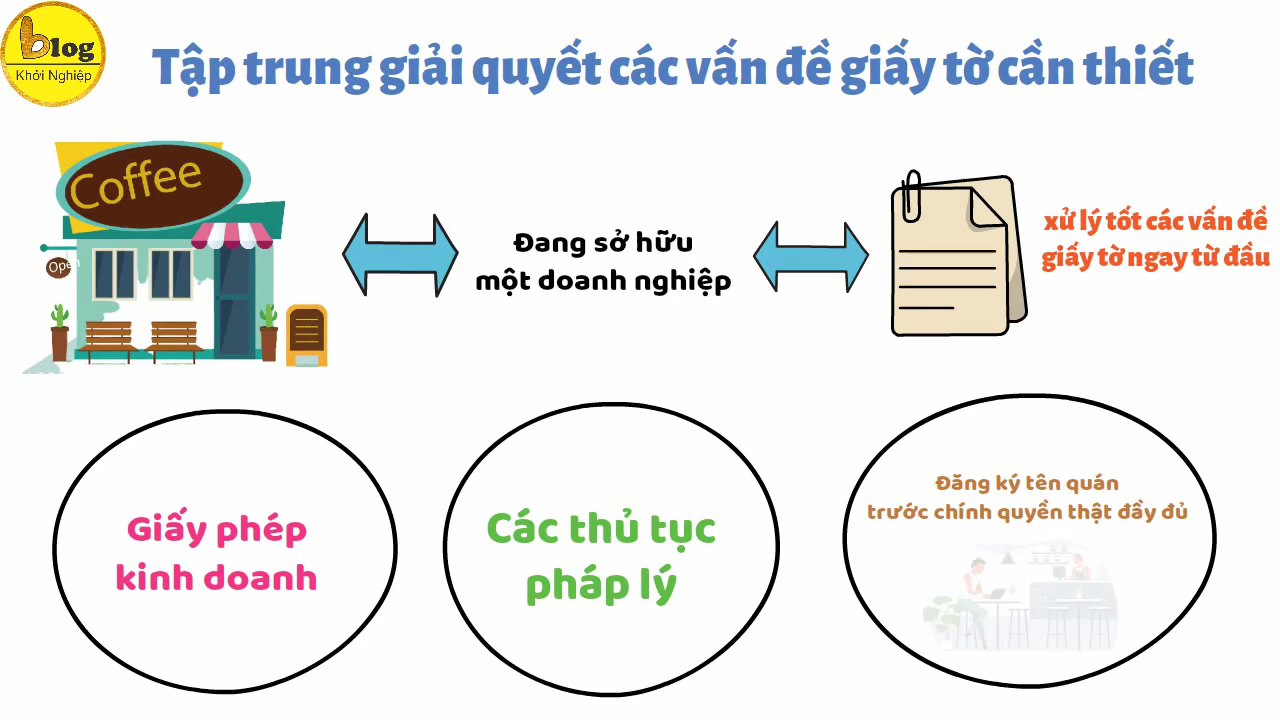 blog
Khởi Nghiệp
Tập trung giải quyết các vấn đề giấy tờ cần thiết
Coffee
Open
Đang sở hữu
một doanh nghiệp
xử lý tốt các vấn đề
giấy tờ ngay từ đầu
Giấy phép
kinh doanh
Các thủ tục
pháp lý
Đăng ký tên quán
trước chính quyền thật đầy đủ